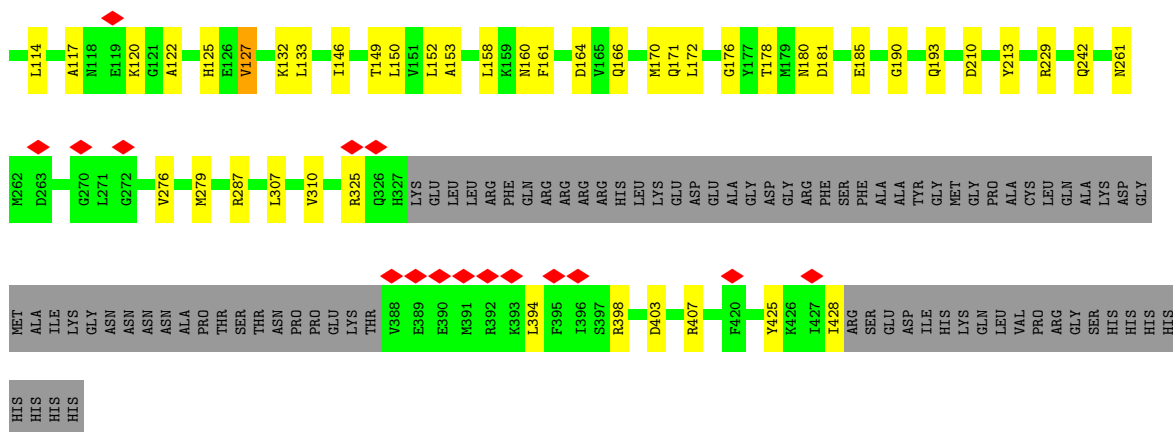 L114 A117 N118 E119 K120 G121 A122 H125 E126 V127 K132 L133 I146 T149 L150 V151 L152 A153 L158 K159 N160 F161 D164 V165 Q166 M170 Q171 L172 G176 Y177 T178 M179 N180 D181 E185 G190 Q193 D210 Y213 R229 Q242 N261
M262 D263 G270 L271 G272 V276 M279 R287 L307 V310 R325 Q326 H327 LYS GLU LEU LEU ARG PHE GLN ARG ARG ARG ARG HIS LEU LYS GLU ASP GLU ALA GLY ASP GLY ARG PHE SER PHE ALA ALA TYR GLY MET GLY PRO ALA CYS LEU GLN ALA LYS ASP GLY
MET ALA ILE LYS GLY ASN ASN ASN ASN ALA PRO THR SER THR ASN PRO PRO GLU LYS THR V388 E389 E390 M391 R392 K393 L394 F395 I396 S397 R398 D403 R407 F420 Y425 K426 I427 I428 ARG SER GLU ASP ILE HIS LYS GLN LEU VAL PRO ARG GLY SER HIS HIS HIS HIS
HIS HIS HIS HIS